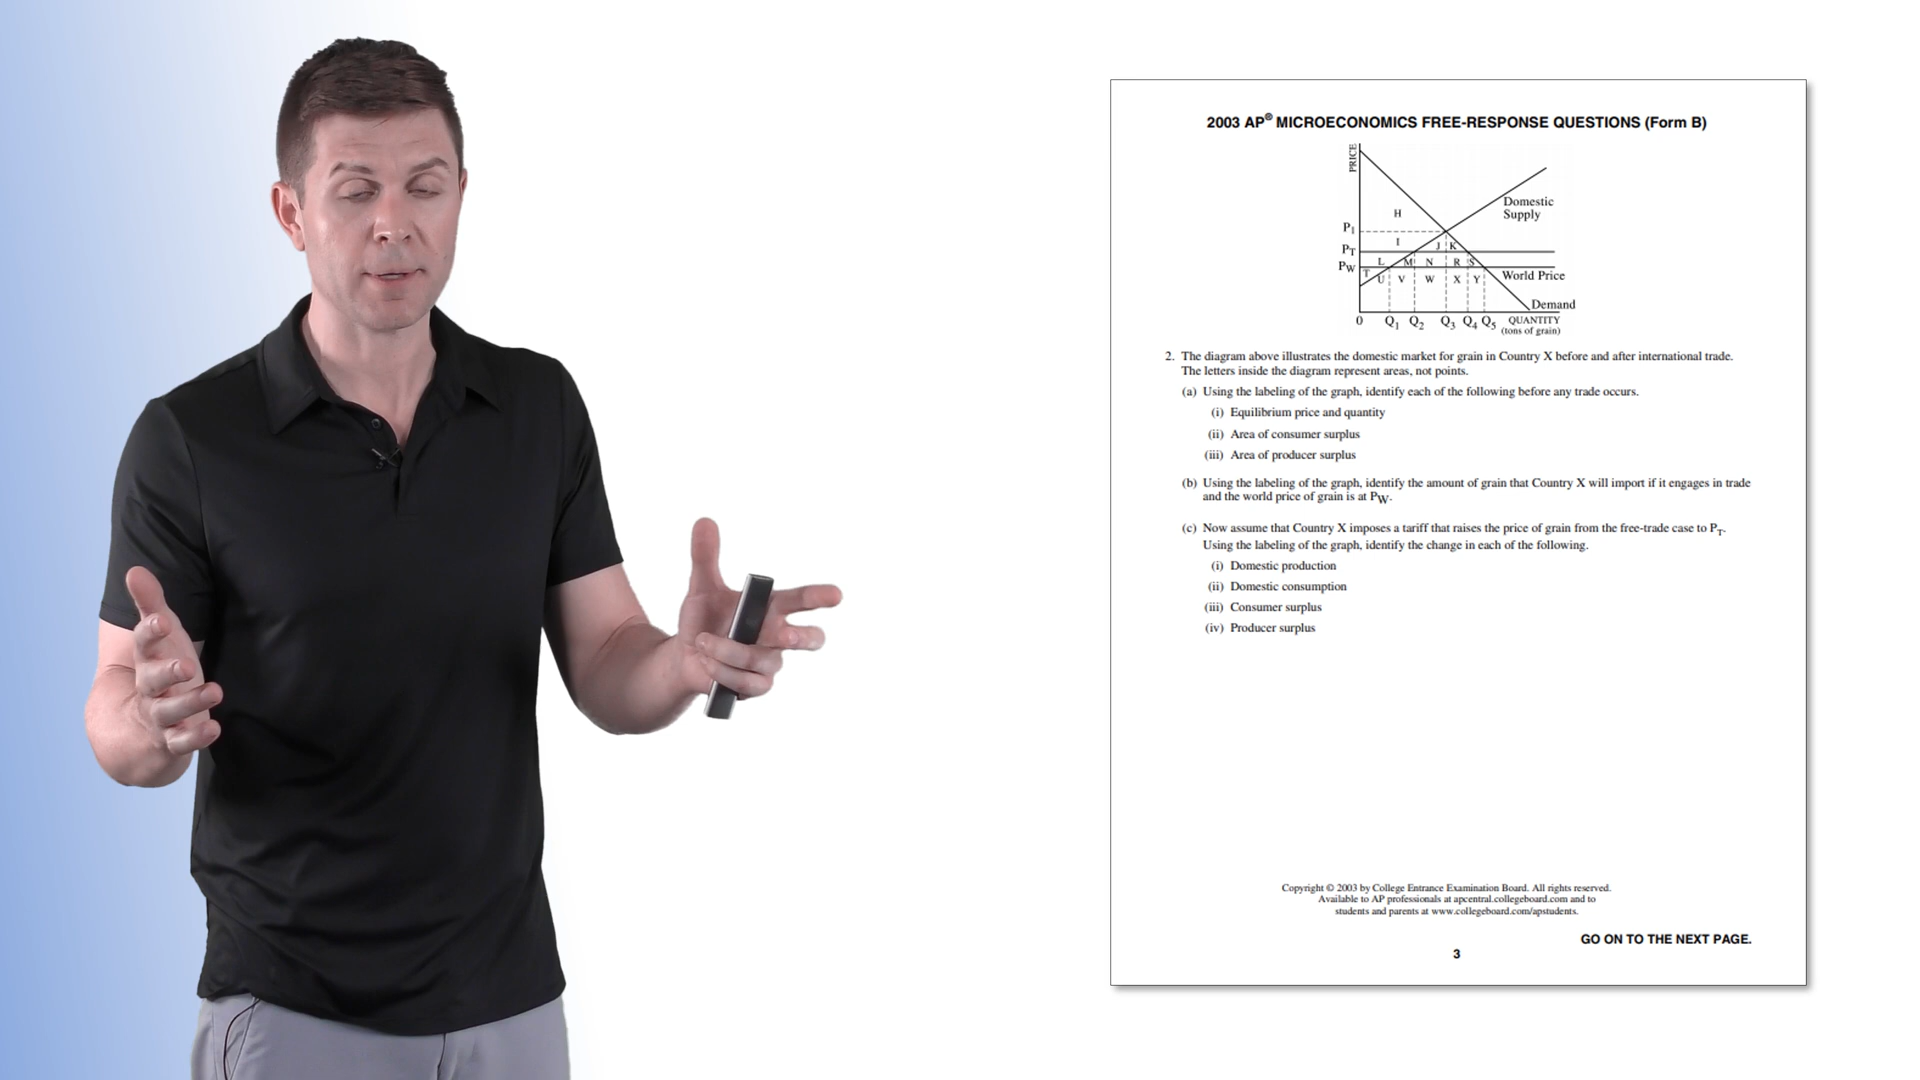 2003 AP® MICROECONOMICS FREE-RESPONSE QUESTIONS (Form B)
PRICE
Domestic
Supply
H
P1
I
J
K
PT
L
M
N
R
S
PW
T
World Price
U
V
W
X
Y
Demand
0
Q1
Q2
Q3
Q4
Q5
QUANTITY
(tons of grain)
2. The diagram above illustrates the domestic market for grain in Country X before and after international trade.
The letters inside the diagram represent areas, not points.
(a) Using the labeling of the graph, identify each of the following before any trade occurs.
(i) Equilibrium price and quantity
(ii) Area of consumer surplus
(iii) Area of producer surplus
(b) Using the labeling of the graph, identify the amount of grain that Country X will import if it engages in trade
and the world price of grain is at PW.
(c) Now assume that Country X imposes a tariff that raises the price of grain from the free-trade case to PT.
Using the labeling of the graph, identify the change in each of the following.
(i) Domestic production
(ii) Domestic consumption
(iii) Consumer surplus
(iv) Producer surplus
Copyright © 2003 by College Entrance Examination Board. All rights reserved.
Available to AP professionals at apcentral.collegeboard.com and to
students and parents at www.collegeboard.com/apstudents.
GO ON TO THE NEXT PAGE.
3